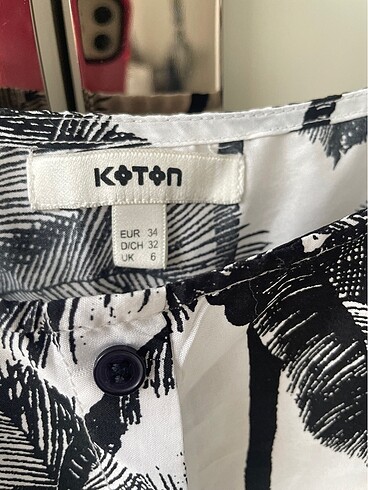 KOTON
EUR 34
D/CH 32
UK 6